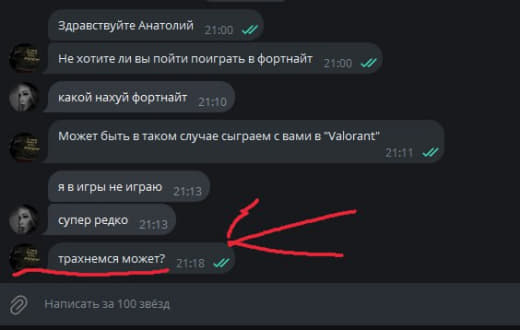 Здравствуйте Анатолий 21:00
Не хотите ли вы пойти поиграть в фортнайт 21:00
какой нахуй фортнайт 21:10
Может быть в таком случае сыграем с вами в "Valorant"
21:11
я в игры не играю 21:13
супер редко 21:13
трахнемся может? 21:18
Написать за 100 звёзд